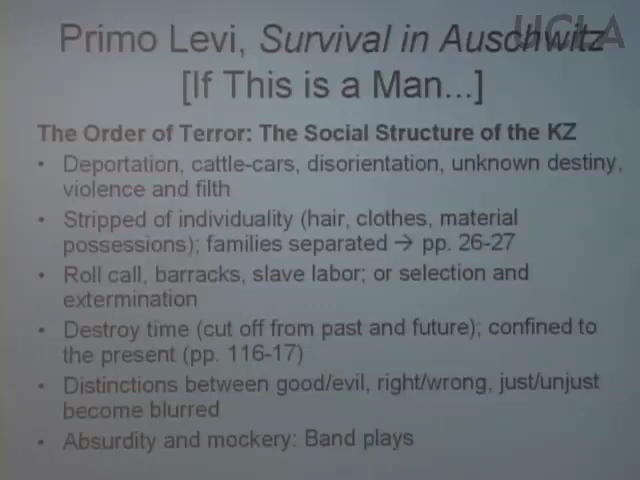 UCLA
Primo Levi, Survival in Auschwitz
[If This is a Man...]
The Order of Terror: The Social Structure of the KZ
• Deportation, cattle-cars, disorientation, unknown destiny,
violence and filth
• Stripped of individuality (hair, clothes, material
possessions); families separated → pp. 26-27
• Roll call, barracks, slave labor; or selection and
extermination
• Destroy time (cut off from past and future); confined to
the present (pp. 116-17)
• Distinctions between good/evil, right/wrong, just/unjust
become blurred
• Absurdity and mockery: Band plays